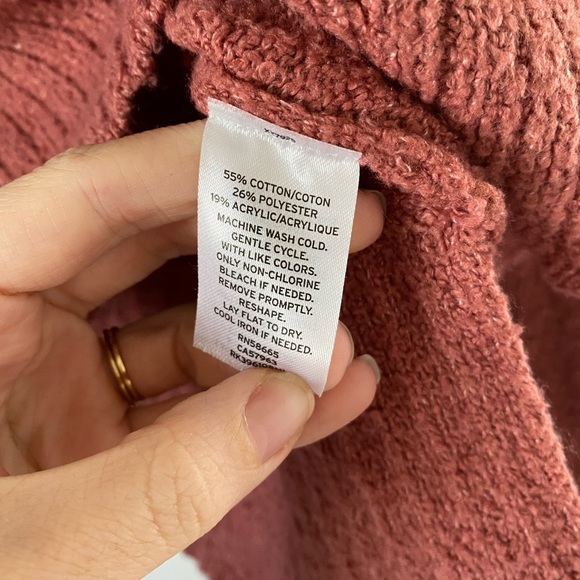 55% COTTON/COTON
26% POLYESTER
19% ACRYLIC/ACRYLIQUE
MACHINE WASH COLD.
GENTLE CYCLE.
WITH LIKE COLORS.
ONLY NON-CHLORINE
BLEACH IF NEEDED.
REMOVE PROMPTLY.
RESHAPE.
LAY FLAT TO DRY.
COOL IRON IF NEEDED.
RN58665
CA57963